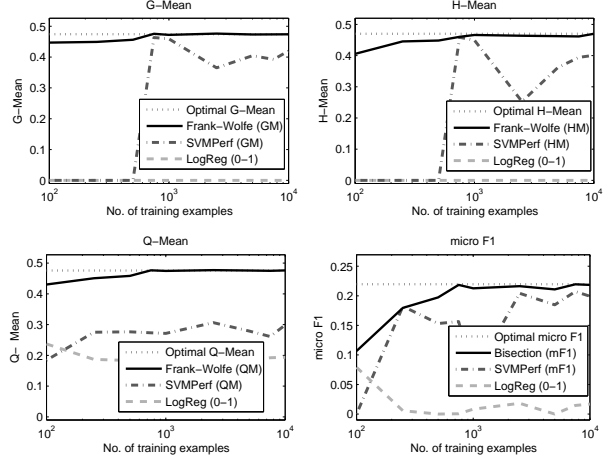 G-Mean
G-Mean
0.5
0.4
0.3
0.2
0.1
0
Optimal G-Mean
Frank-Wolfe (GM)
SVMPerf (GM)
LogReg (0-1)
10^2
10^3
10^4
No. of training examples
H-Mean
H-Mean
0.5
0.4
0.3
0.2
0.1
0
Optimal H-Mean
Frank-Wolfe (HM)
SVMPerf (HM)
LogReg (0-1)
10^2
10^3
10^4
No. of training examples
Q-Mean
Q- Mean
0.5
0.4
0.3
0.2
0.1
0
Optimal Q-Mean
Frank-Wolfe (QM)
SVMPerf (QM)
LogReg (0-1)
10^2
10^3
10^4
No. of training examples
micro F1
micro F1
0.25
0.2
0.15
0.1
0.05
0
Optimal micro F1
Bisection (mF1)
SVMPerf (mF1)
LogReg (0-1)
10^2
10^3
10^4
No. of training examples